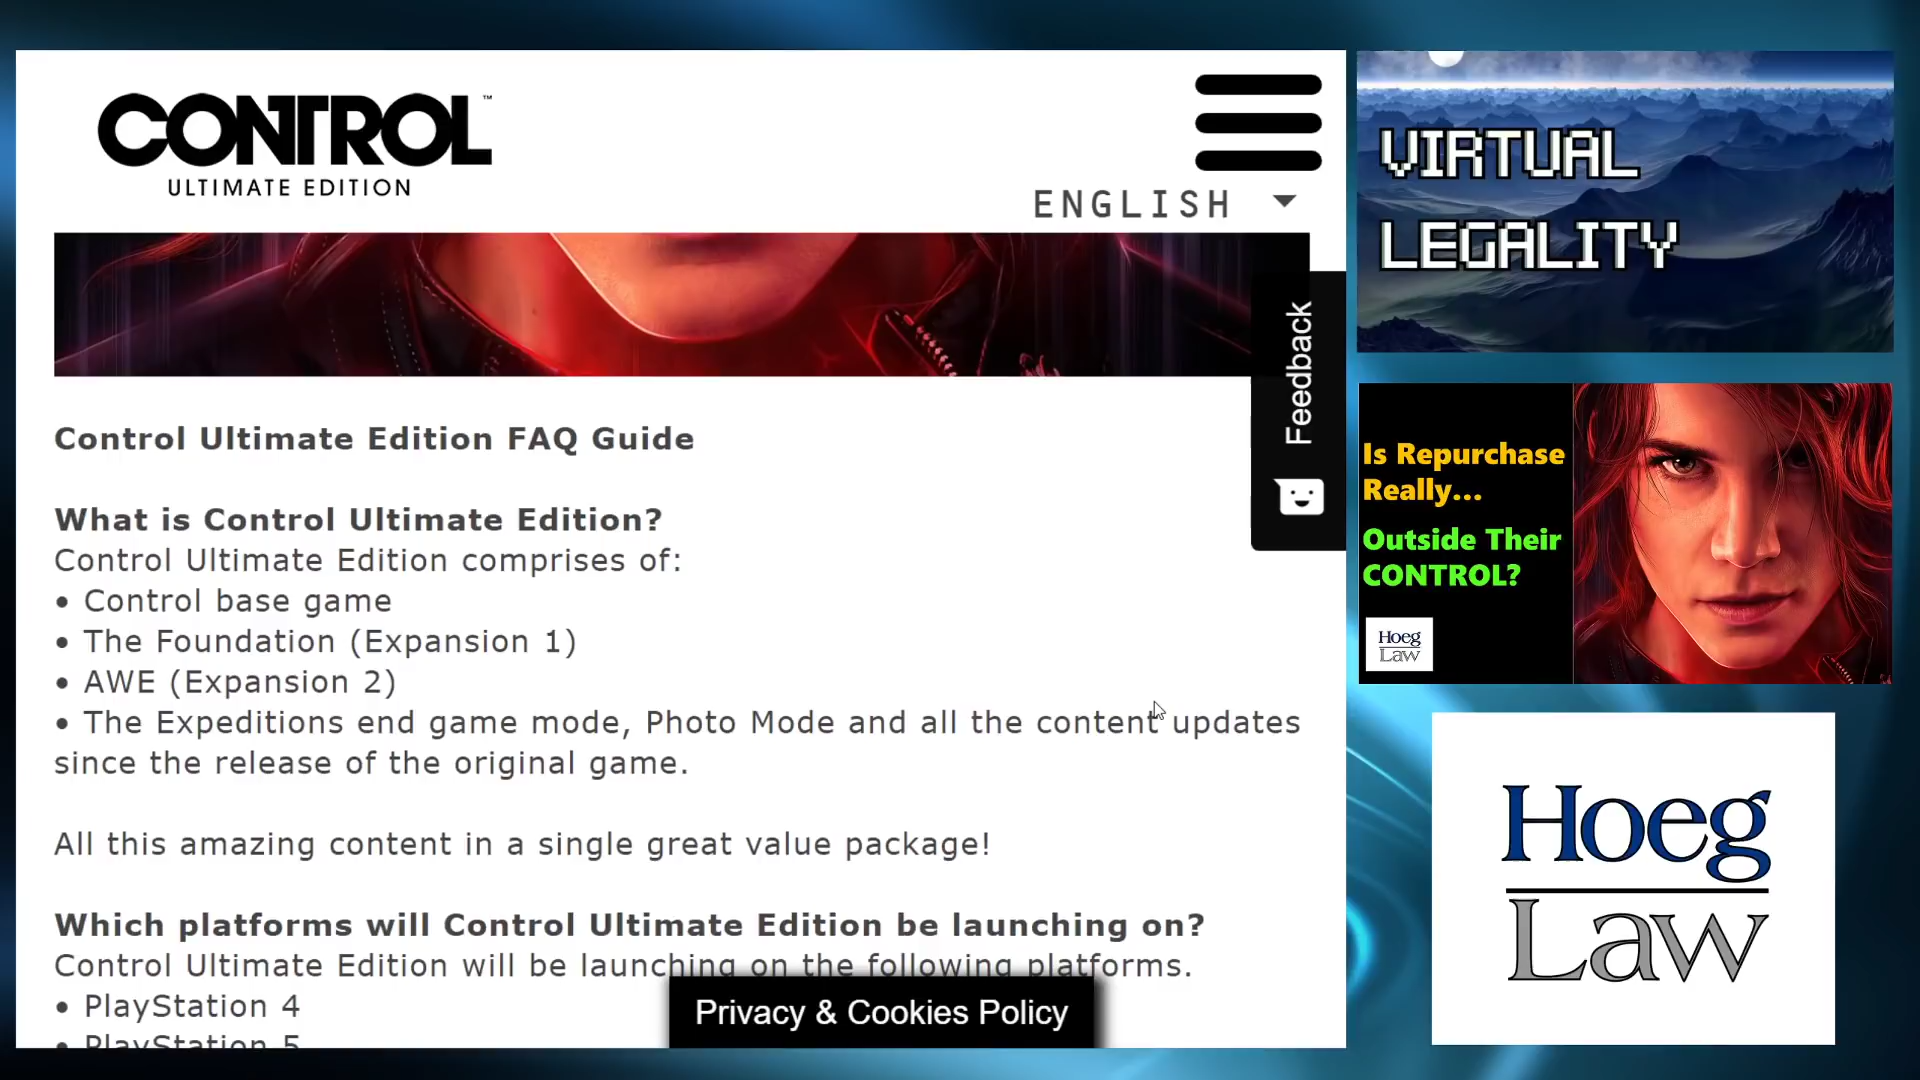 CONTROL™
ULTIMATE EDITION
ENGLISH
Feedback
Control Ultimate Edition FAQ Guide
What is Control Ultimate Edition?
Control Ultimate Edition comprises of:
• Control base game
• The Foundation (Expansion 1)
• AWE (Expansion 2)
• The Expeditions end game mode, Photo Mode and all the content updates
since the release of the original game.
All this amazing content in a single great value package!
Which platforms will Control Ultimate Edition be launching on?
Control Ultimate Edition will be launching on the following platforms.
• PlayStation 4
• PlayStation 5
Privacy & Cookies Policy
VIRTUAL
LEGALITY
Is Repurchase
Really...
Outside Their
CONTROL?
Hoeg
Law
Hoeg
Law